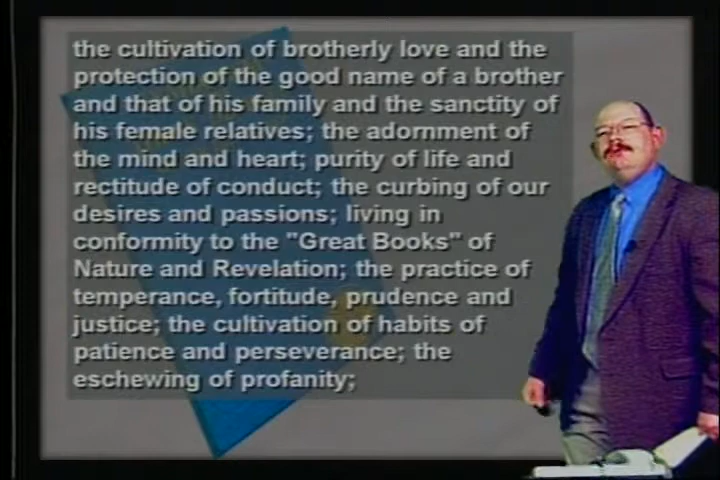 the cultivation of brotherly love and the
protection of the good name of a brother
and that of his family and the sanctity of
his female relatives; the adornment of
the mind and heart; purity of life and
rectitude of conduct; the curbing of our
desires and passions; living in
conformity to the "Great Books" of
Nature and Revelation; the practice of
temperance, fortitude, prudence and
justice; the cultivation of habits of
patience and perseverance; the
eschewing of profanity;